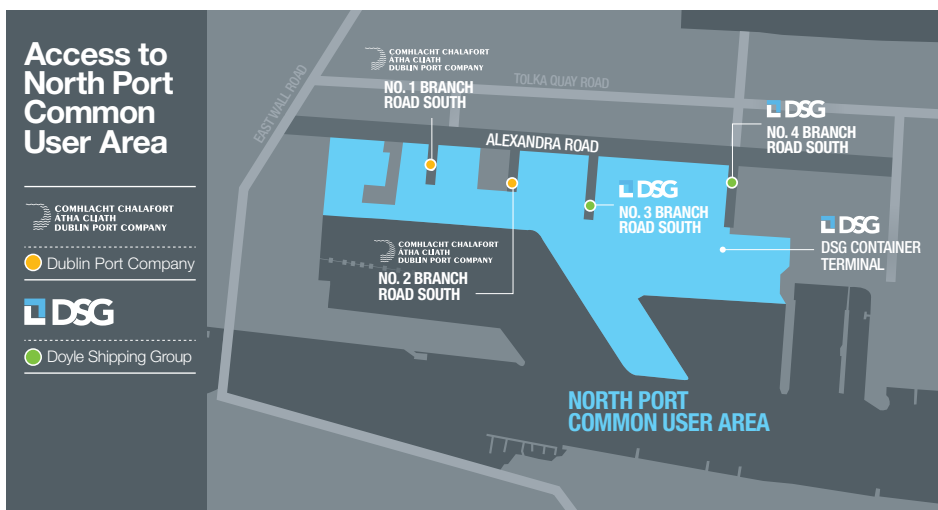 Access to
North Port
Common
User Area
COMHLACHT CHALAFORT
ÁTHA CLIATH
DUBLIN PORT COMPANY
Dublin Port Company
DSG
Doyle Shipping Group
COMHLACHT CHALAFORT
ÁTHA CLIATH
DUBLIN PORT COMPANY
NO. 1 BRANCH
ROAD SOUTH
EAST WALL ROAD
TOLKA QUAY ROAD
ALEXANDRA ROAD
DSG
NO. 4 BRANCH
ROAD SOUTH
DSG
NO. 3 BRANCH
ROAD SOUTH
DSG
DSG CONTAINER
TERMINAL
COMHLACHT CHALAFORT
ÁTHA CLIATH
DUBLIN PORT COMPANY
NO. 2 BRANCH
ROAD SOUTH
NORTH PORT
COMMON USER AREA